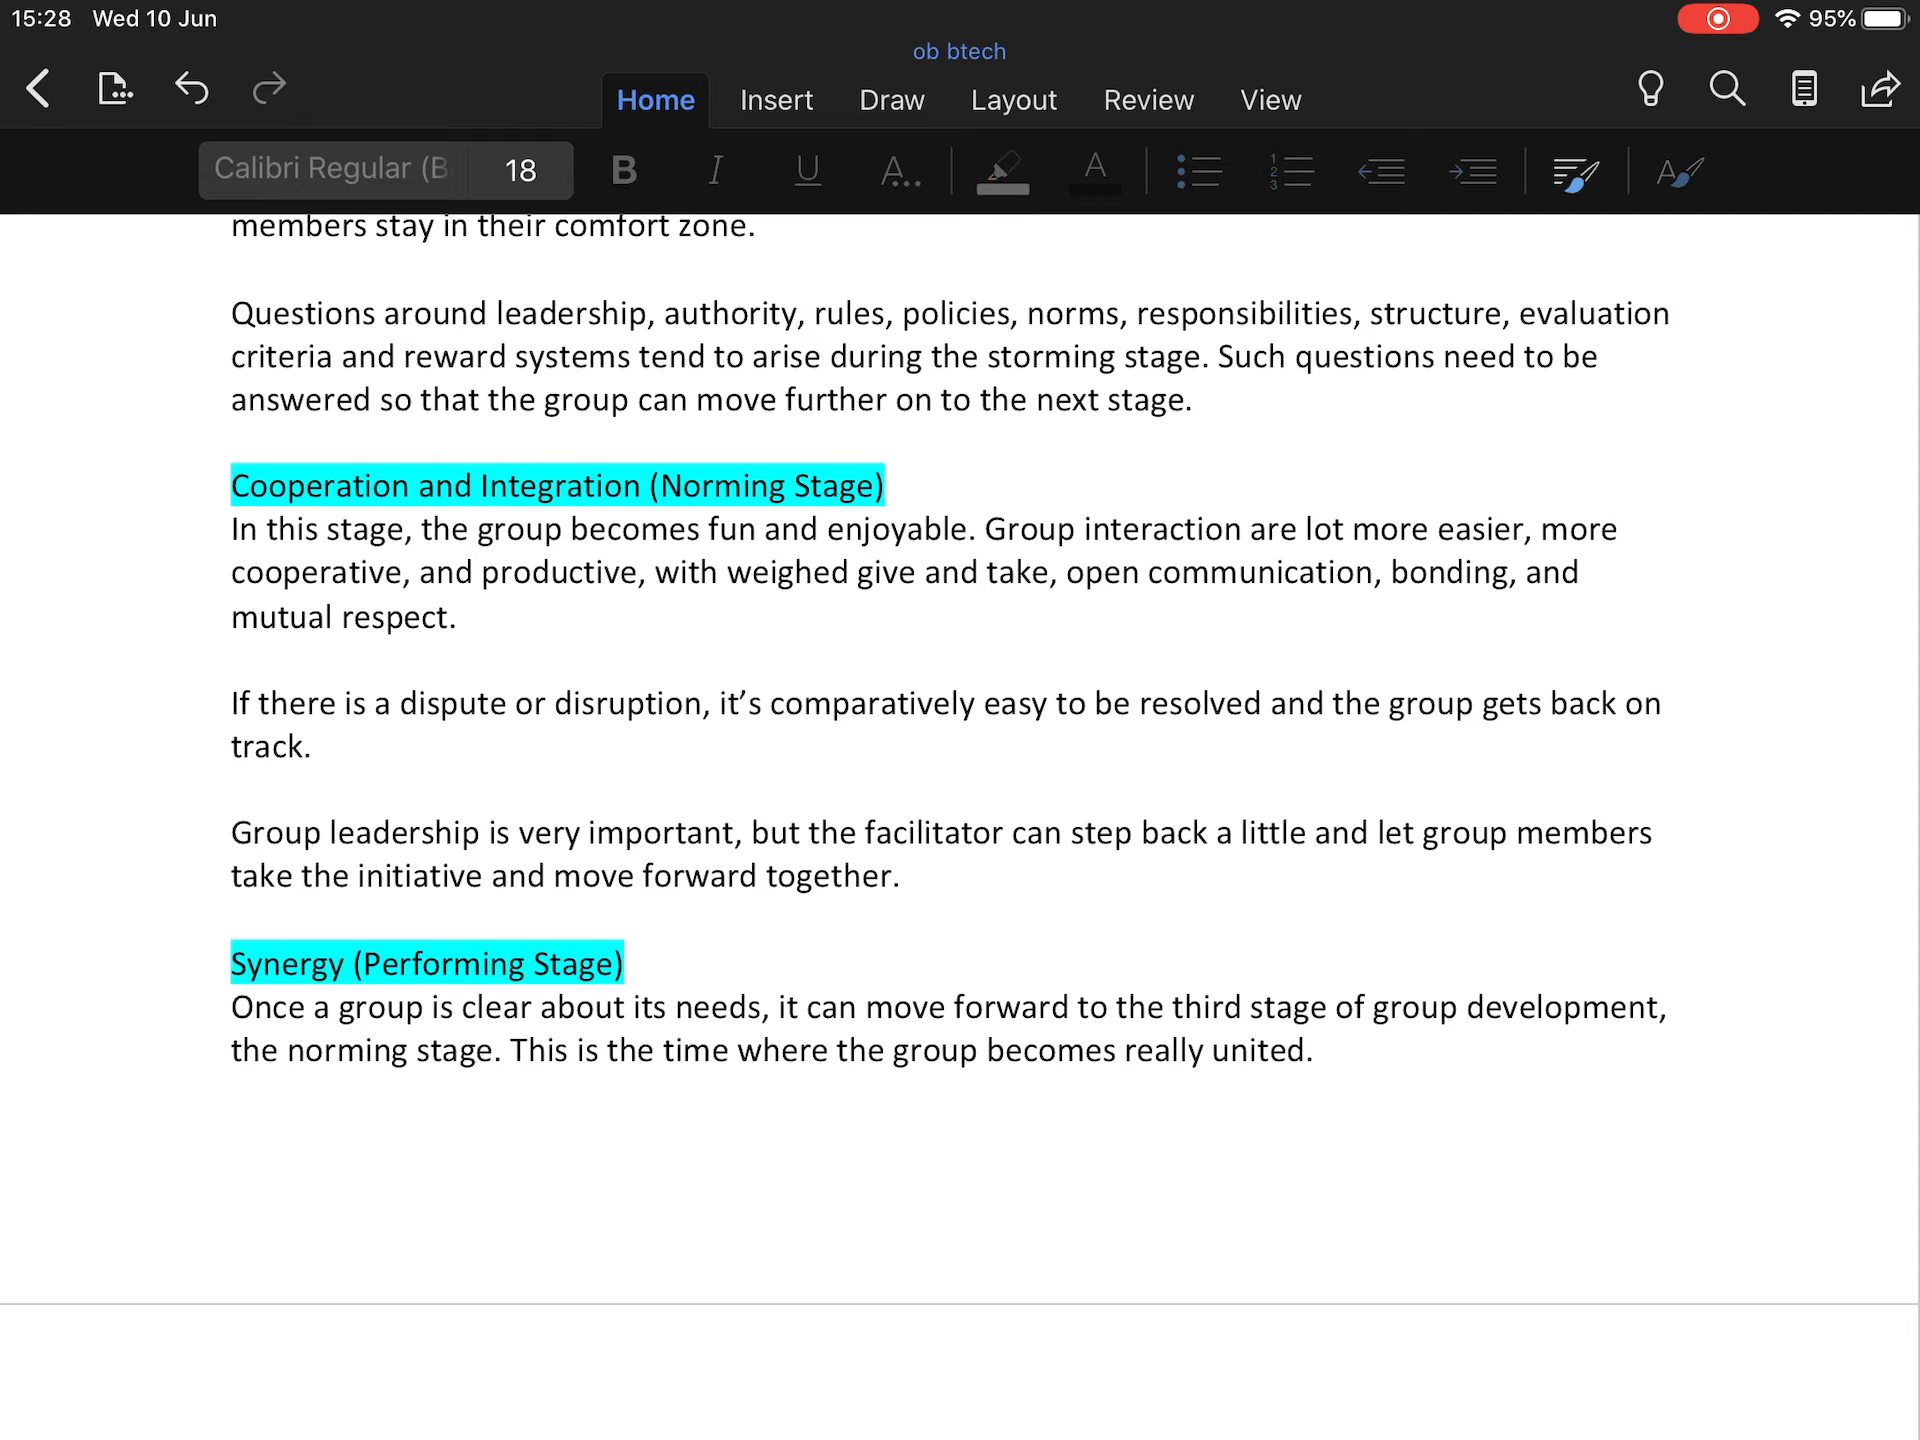 15:28 Wed 10 Jun 95%
ob btech
Home Insert Draw Layout Review View
Calibri Regular (B 18 B I U A.. A A
members stay in their comfort zone.
Questions around leadership, authority, rules, policies, norms, responsibilities, structure, evaluation
criteria and reward systems tend to arise during the storming stage. Such questions need to be
answered so that the group can move further on to the next stage.
Cooperation and Integration (Norming Stage)
In this stage, the group becomes fun and enjoyable. Group interaction are lot more easier, more
cooperative, and productive, with weighed give and take, open communication, bonding, and
mutual respect.
If there is a dispute or disruption, it’s comparatively easy to be resolved and the group gets back on
track.
Group leadership is very important, but the facilitator can step back a little and let group members
take the initiative and move forward together.
Synergy (Performing Stage)
Once a group is clear about its needs, it can move forward to the third stage of group development,
the norming stage. This is the time where the group becomes really united.